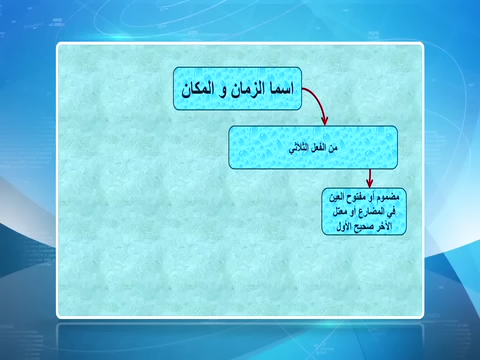 اسما الزمان و المكان
من الفعل الثلاثي
مضموم أو مفتوح العين
في المضارع أو معتل
الآخر صحيح الأول